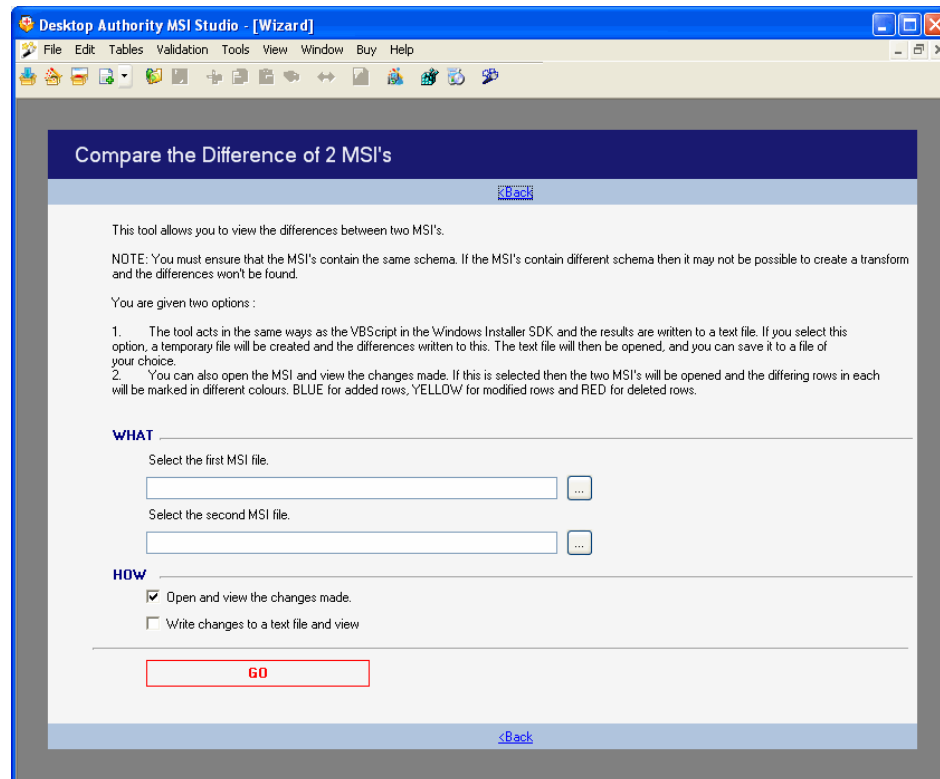 Desktop Authority MSI Studio - [Wizard]
File Edit Tables Validation Tools View Window Buy Help
Compare the Difference of 2 MSI's
<Back
This tool allows you to view the differences between two MSI's.
NOTE: You must ensure that the MSI's contain the same schema. If the MSI's contain different schema then it may not be possible to create a transform
and the differences won't be found.
You are given two options :
1. The tool acts in the same ways as the VBScript in the Windows Installer SDK and the results are written to a text file. If you select this
option, a temporary file will be created and the differences written to this. The text file will then be opened, and you can save it to a file of
your choice.
2. You can also open the MSI and view the changes made. If this is selected then the two MSI's will be opened and the differing rows in each
will be marked in different colours. BLUE for added rows, YELLOW for modified rows and RED for deleted rows.
WHAT
Select the first MSI file.
...
Select the second MSI file.
...
HOW
Open and view the changes made.
Write changes to a text file and view
GO
<Back